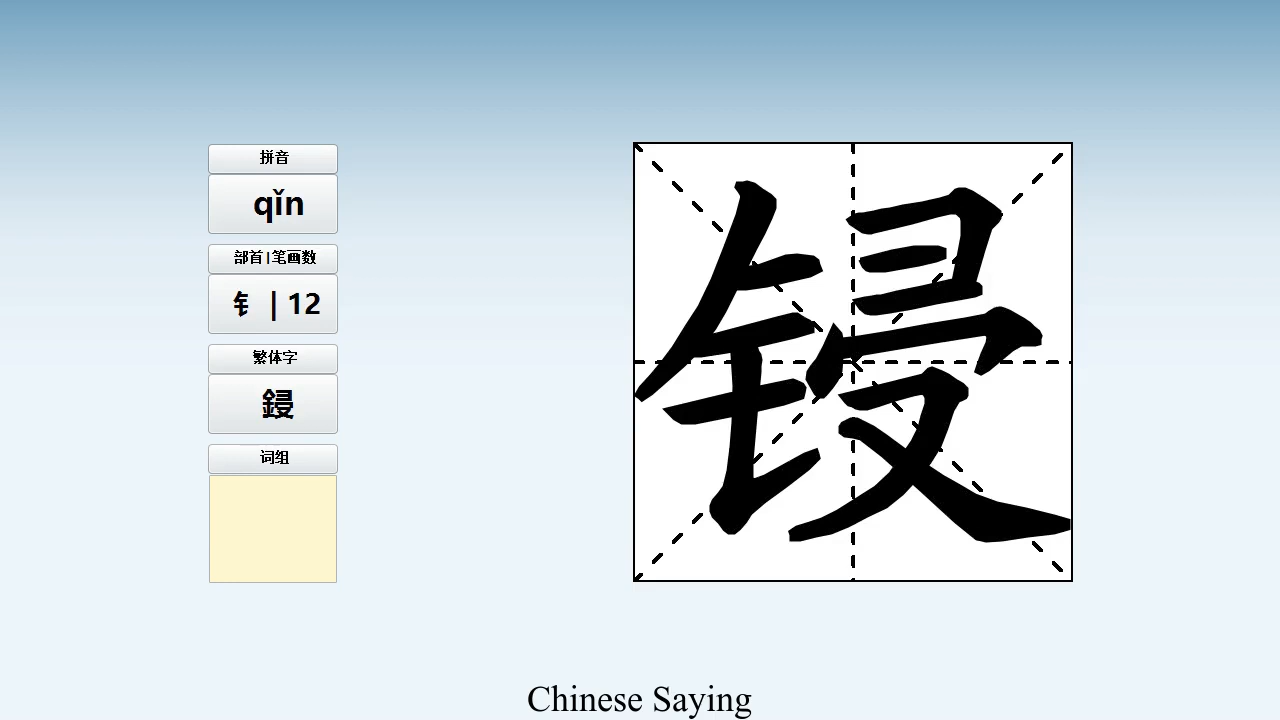 拼音
qǐn
部首|笔画数
钅 | 12
繁体字
鋟
词组
锓
Chinese Saying